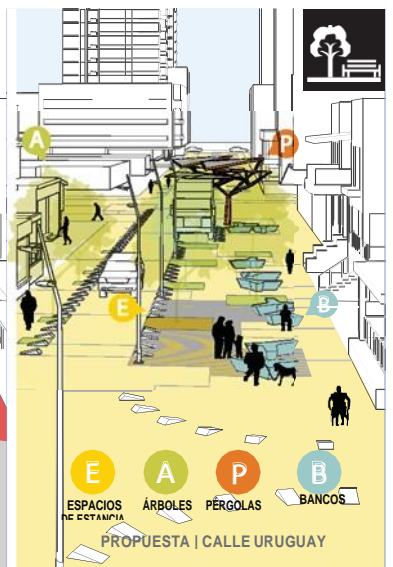 A
P
E
B
E
A
P
B
ESPACIOS
DE ESTANCIA
ÁRBOLES
PÉRGOLAS
BANCOS
PROPUESTA | CALLE URUGUAY